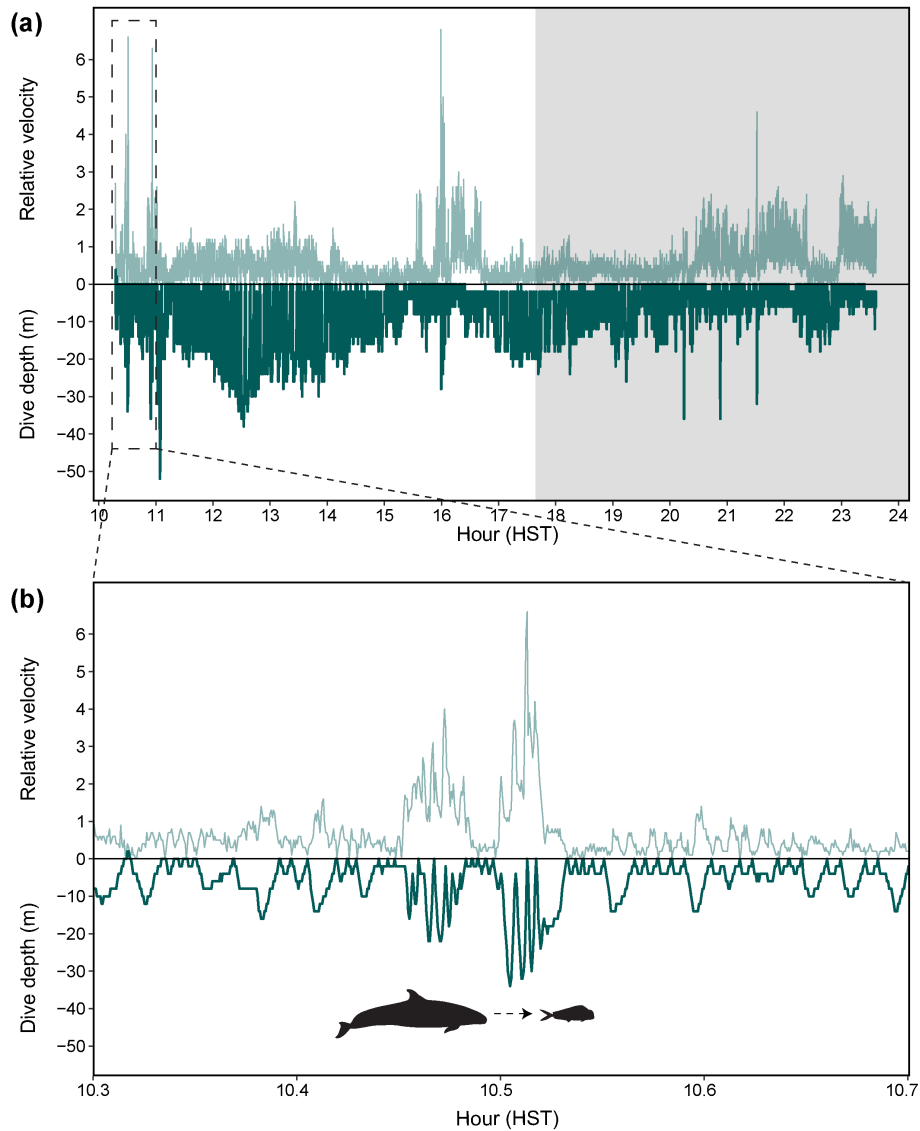 (a)
Relative velocity
6
5
4
3
2
1
0
Dive depth (m)
−10
−20
−30
−40
−50
10 11 12 13 14 15 16 17 18 19 20 21 22 23 24
Hour (HST)
(b)
Relative velocity
6
5
4
3
2
1
0
Dive depth (m)
−10
−20
−30
−40
−50
10.3 10.4 10.5 10.6 10.7
Hour (HST)